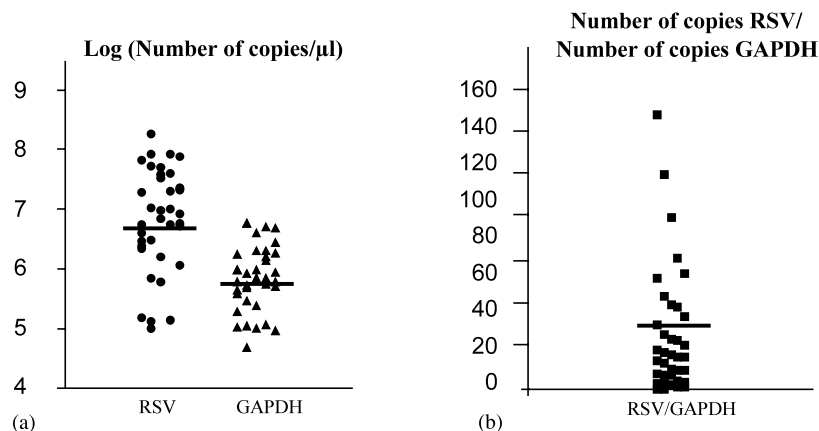 Log (Number of copies/µl)
9
8
7
6
5
4
RSV GAPDH
(a)
Number of copies RSV/
Number of copies GAPDH
160
140
120
100
80
60
40
20
0
RSV/GAPDH
(b)